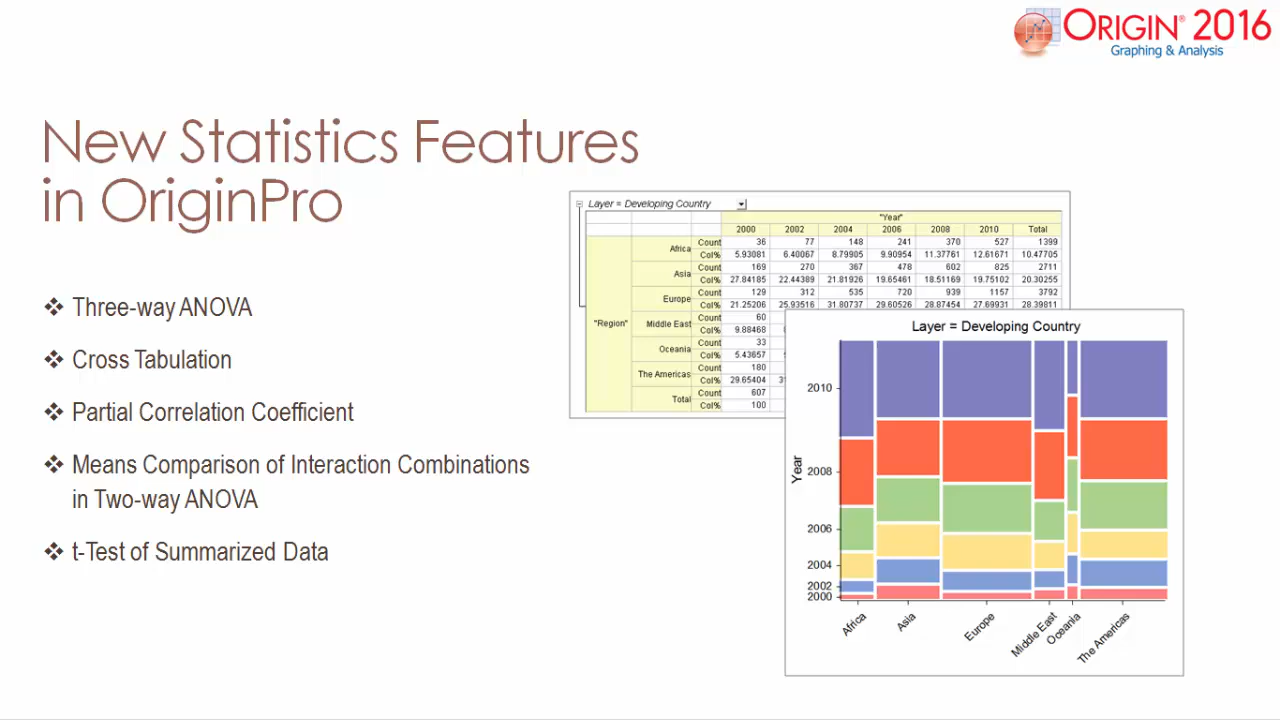 ORIGIN® 2016
Graphing & Analysis
New Statistics Features
in OriginPro
❖ Three-way ANOVA
❖ Cross Tabulation
❖ Partial Correlation Coefficient
❖ Means Comparison of Interaction Combinations
in Two-way ANOVA
❖ t-Test of Summarized Data
Layer = Developing Country
"Year"
2000 2002 2004 2006 2008 2010 Total
"Region"
Africa
Count 36 77 148 241 370 527 1399
Col% 5.93081 6.40067 8.79905 9.90954 11.37761 12.61671 10.47705
Asia
Count 169 270 367 478 602 825 2711
Col% 27.84185 22.44389 21.81926 19.65461 18.51169 19.75102 20.30255
Europe
Count 129 312 535 720 939 1157 3792
Col% 21.25206 25.93516 31.80737 29.60526 28.87454 27.69931 28.39811
Middle East
Count 60
Col% 9.88468
Oceania
Count 33
Col% 5.43657
The Americas
Count 180
Col% 29.65404
Total
Count 607
Col% 100
Layer = Developing Country
Year
2010
2008
2006
2004
2002
2000
Africa
Asia
Europe
Middle East
Oceania
The Americas